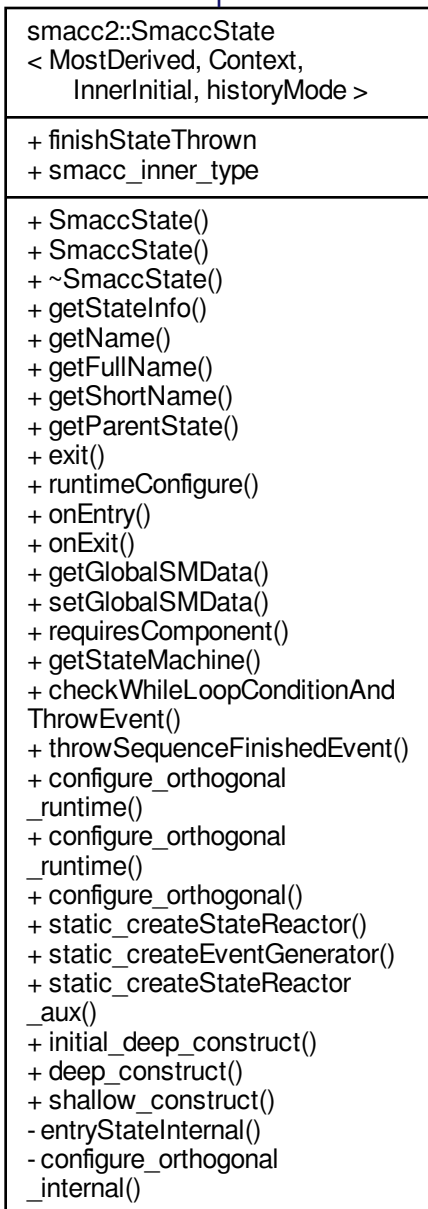 smacc2::SmaccState
< MostDerived, Context,
InnerInitial, historyMode >
+ finishStateThrown
+ smacc_inner_type
+ SmaccState()
+ SmaccState()
+ ~SmaccState()
+ getStateInfo()
+ getName()
+ getFullName()
+ getShortName()
+ getParentState()
+ exit()
+ runtimeConfigure()
+ onEntry()
+ onExit()
+ getGlobalSMData()
+ setGlobalSMData()
+ requiresComponent()
+ getStateMachine()
+ checkWhileLoopConditionAnd
ThrowEvent()
+ throwSequenceFinishedEvent()
+ configure_orthogonal
_runtime()
+ configure_orthogonal
_runtime()
+ configure_orthogonal()
+ static_createStateReactor()
+ static_createEventGenerator()
+ static_createStateReactor
_aux()
+ initial_deep_construct()
+ deep_construct()
+ shallow_construct()
- entryStateInternal()
- configure_orthogonal
_internal()